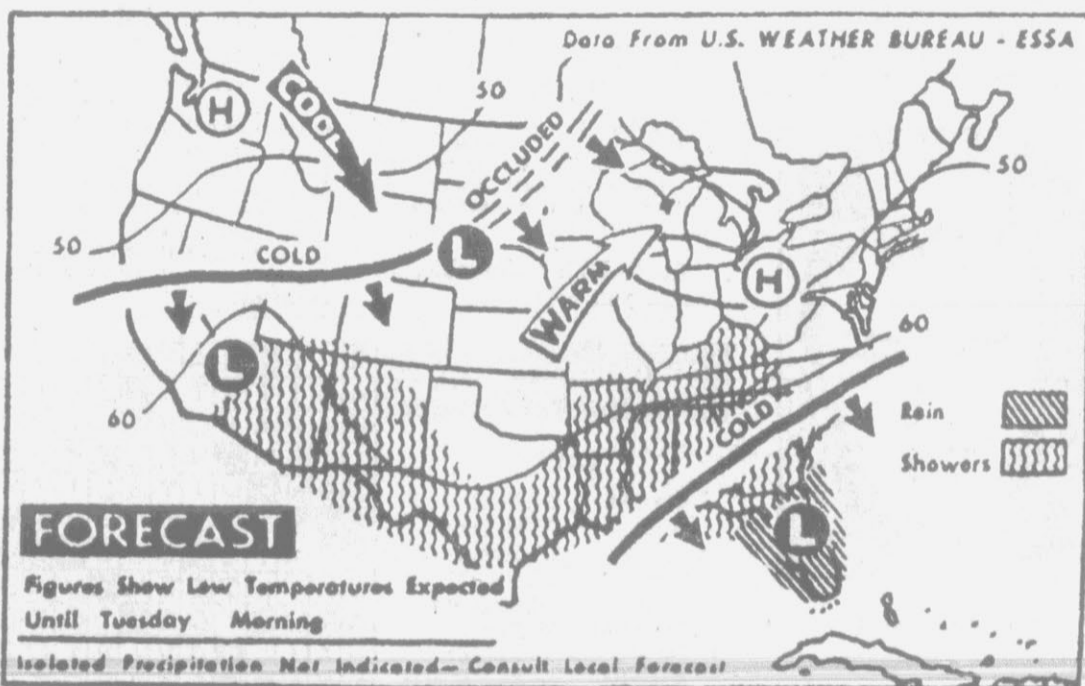 Data From U.S. WEATHER BUREAU - ESSA
H
COOL
50
OCCLUDED
50
50
COLD
L
WARM
H
60
L
60
COLD
Rain
Showers
L
FORECAST
Figures Show Low Temperatures Expected
Until Tuesday Morning
Isolated Precipitation Not Indicated— Consult Local Forecast